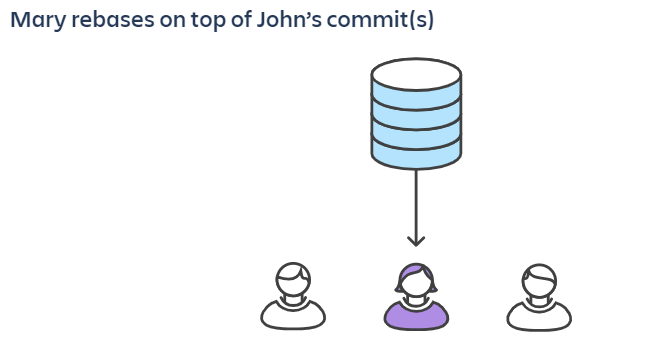 Mary rebases on top of John’s commit(s)